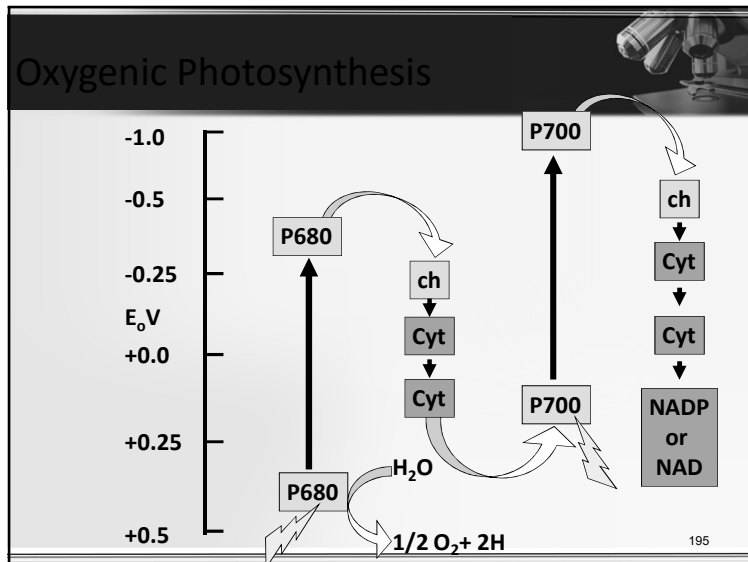 Oxygenic Photosynthesis
-1.0
-0.5
-0.25
EₒV
+0.0
+0.25
+0.5
P680
P680
ch
Cyt
Cyt
H₂O
1/2 O₂+ 2H
P700
P700
ch
Cyt
Cyt
NADP
or
NAD
195